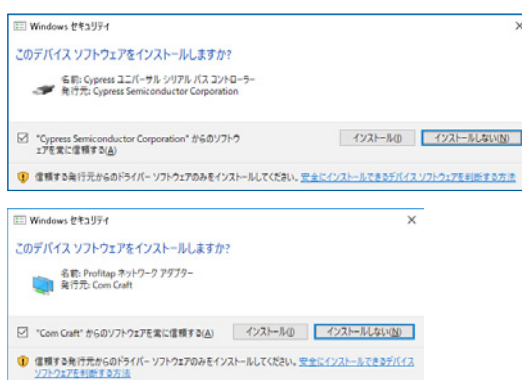 Windows セキュリティ
このデバイス ソフトウェアをインストールしますか?
名前: Cypress ユニバーサル シリアル バス コントローラー
発行元: Cypress Semiconductor Corporation
"Cypress Semiconductor Corporation" からのソフトウ
ェアを常に信頼する(A)
インストール(I)
インストールしない(N)
信頼する発行元からのドライバー ソフトウェアのみをインストールしてください。安全にインストールできるデバイス ソフトウェアを判断する方法
Windows セキュリティ
このデバイス ソフトウェアをインストールしますか?
名前: Profitap ネットワーク アダプター
発行元: Com Craft
"Com Craft" からのソフトウェアを常に信頼する(A)
インストール(I)
インストールしない(N)
信頼する発行元からのドライバー ソフトウェアのみをインストールしてください。安全にインストールできるデバイス
ソフトウェアを判断する方法